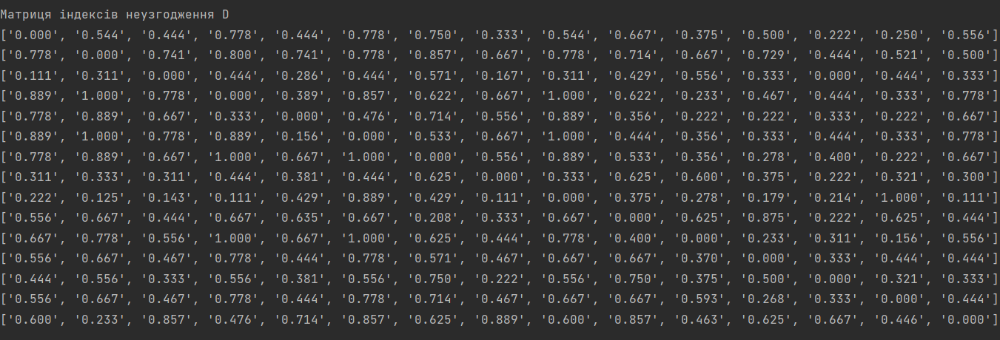 Матриця індексів неузгодження D
['0.000', '0.544', '0.444', '0.778', '0.444', '0.778', '0.750', '0.333', '0.544', '0.667', '0.375', '0.500', '0.222', '0.250', '0.556']
['0.778', '0.000', '0.741', '0.800', '0.741', '0.778', '0.857', '0.667', '0.778', '0.714', '0.667', '0.729', '0.444', '0.521', '0.500']
['0.111', '0.311', '0.000', '0.444', '0.286', '0.444', '0.571', '0.167', '0.311', '0.429', '0.556', '0.333', '0.000', '0.444', '0.333']
['0.889', '1.000', '0.778', '0.000', '0.389', '0.857', '0.622', '0.667', '1.000', '0.622', '0.233', '0.467', '0.444', '0.333', '0.778']
['0.778', '0.889', '0.667', '0.333', '0.000', '0.476', '0.714', '0.556', '0.889', '0.356', '0.222', '0.222', '0.333', '0.222', '0.667']
['0.889', '1.000', '0.778', '0.889', '0.156', '0.000', '0.533', '0.667', '1.000', '0.444', '0.356', '0.333', '0.444', '0.333', '0.778']
['0.778', '0.889', '0.667', '1.000', '0.667', '1.000', '0.000', '0.556', '0.889', '0.533', '0.356', '0.278', '0.400', '0.222', '0.667']
['0.311', '0.333', '0.311', '0.444', '0.381', '0.444', '0.625', '0.000', '0.333', '0.625', '0.600', '0.375', '0.222', '0.321', '0.300']
['0.222', '0.125', '0.143', '0.111', '0.429', '0.889', '0.429', '0.111', '0.000', '0.375', '0.278', '0.179', '0.214', '1.000', '0.111']
['0.556', '0.667', '0.444', '0.667', '0.635', '0.667', '0.208', '0.333', '0.667', '0.000', '0.625', '0.875', '0.222', '0.625', '0.444']
['0.667', '0.778', '0.556', '1.000', '0.667', '1.000', '0.625', '0.444', '0.778', '0.400', '0.000', '0.233', '0.311', '0.156', '0.556']
['0.556', '0.667', '0.467', '0.778', '0.444', '0.778', '0.571', '0.467', '0.667', '0.667', '0.370', '0.000', '0.333', '0.444', '0.444']
['0.444', '0.556', '0.333', '0.556', '0.381', '0.556', '0.750', '0.222', '0.556', '0.750', '0.375', '0.500', '0.000', '0.321', '0.333']
['0.556', '0.667', '0.467', '0.778', '0.444', '0.778', '0.714', '0.467', '0.667', '0.667', '0.593', '0.268', '0.333', '0.000', '0.444']
['0.600', '0.233', '0.857', '0.476', '0.714', '0.857', '0.625', '0.889', '0.600', '0.857', '0.463', '0.625', '0.667', '0.446', '0.000']